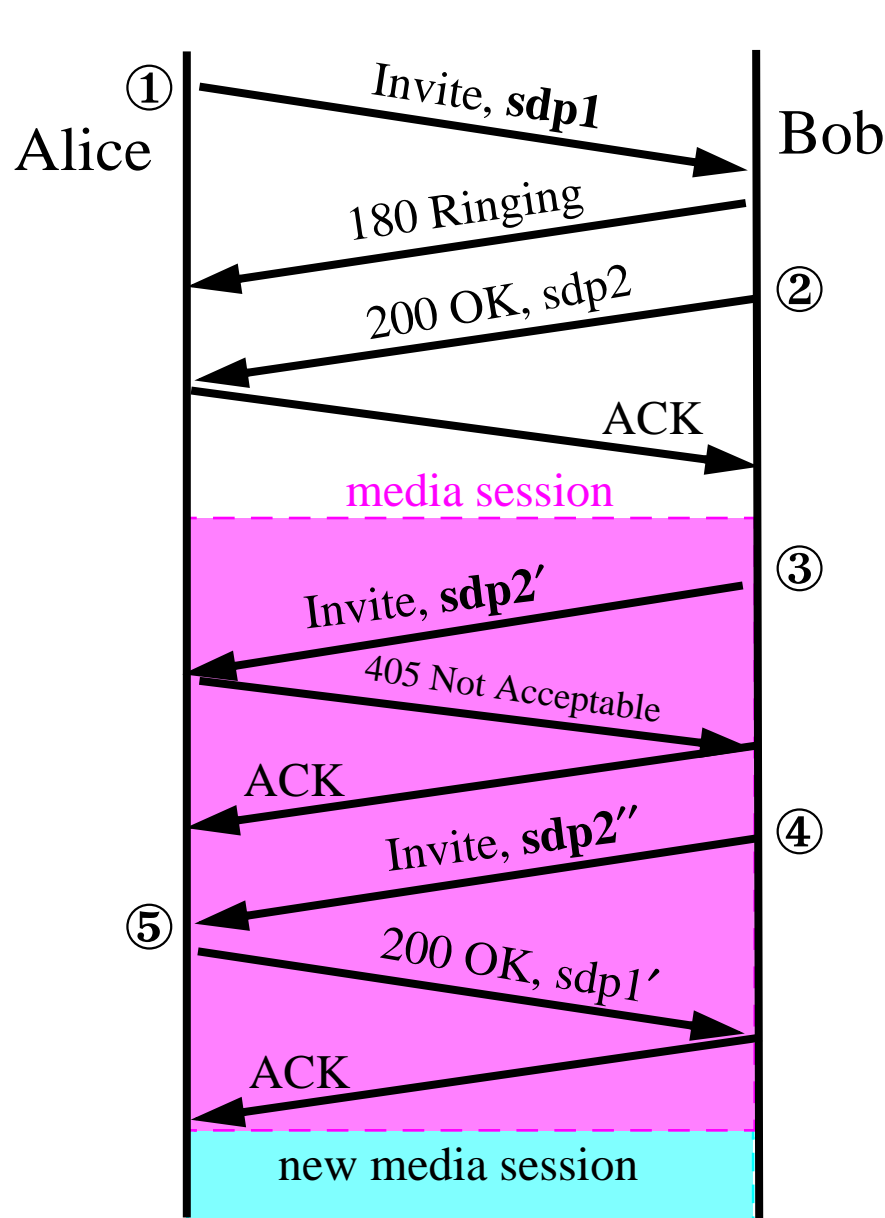 ①
Invite, sdp1
Alice
Bob
180 Ringing
②
200 OK, sdp2
ACK
media session
③
Invite, sdp2′
405 Not Acceptable
ACK
④
Invite, sdp2′′
⑤
200 OK, sdp1′
ACK
new media session